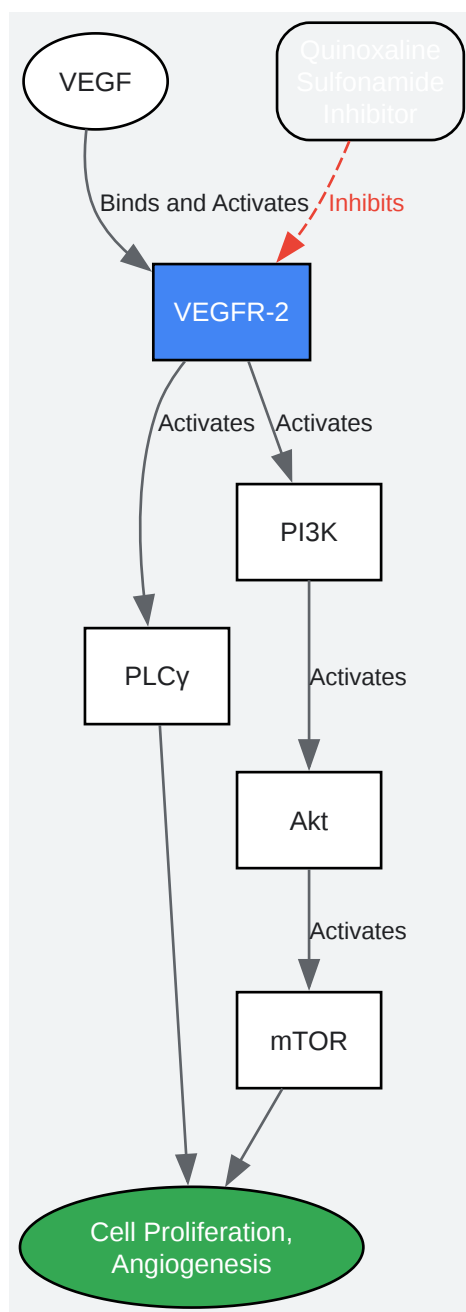 VEGF
Quinoxaline
Sulfonamide
Inhibitor
Binds and Activates
Inhibits
VEGFR-2
Activates
Activates
PI3K
PLCγ
Activates
Akt
Activates
mTOR
Cell Proliferation,
Angiogenesis